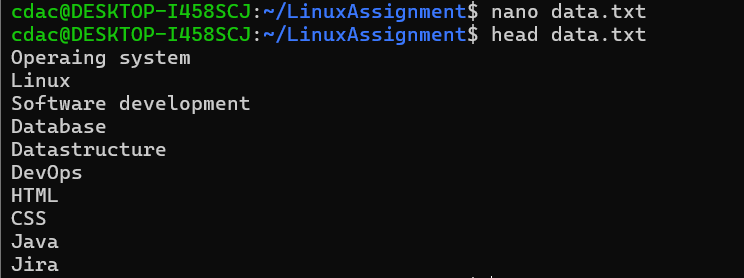 cdac@DESKTOP-I458SCJ:~/LinuxAssignment$ nano data.txt
cdac@DESKTOP-I458SCJ:~/LinuxAssignment$ head data.txt
Operaing system
Linux
Software development
Database
Datastructure
DevOps
HTML
CSS
Java
Jira